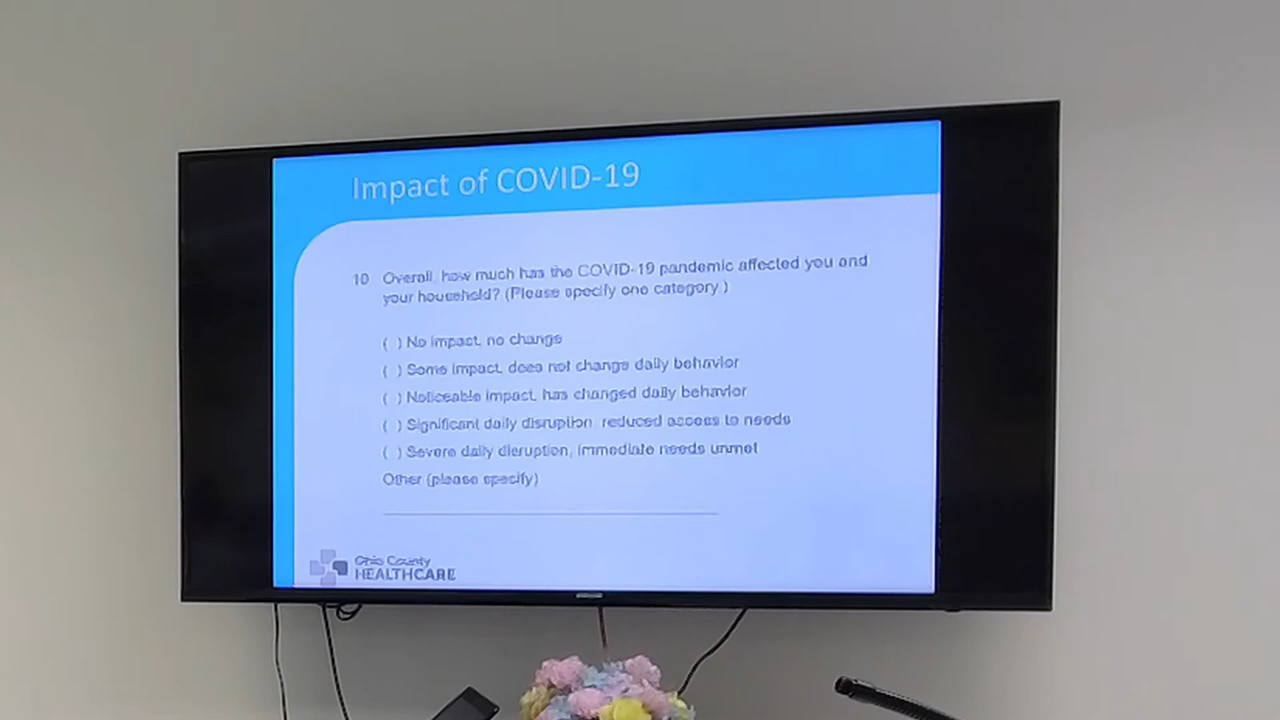 Impact of COVID-19
10 Overall, how much has the COVID-19 pandemic affected you and
your household? (Please specify one category.)
( ) No impact, no change
( ) Some impact, does not change daily behavior
( ) Noticeable impact, has changed daily behavior
( ) Significant daily disruption, reduced access to needs
( ) Severe daily disruption, immediate needs unmet
Other (please specify)
Ohio County
HEALTHCARE